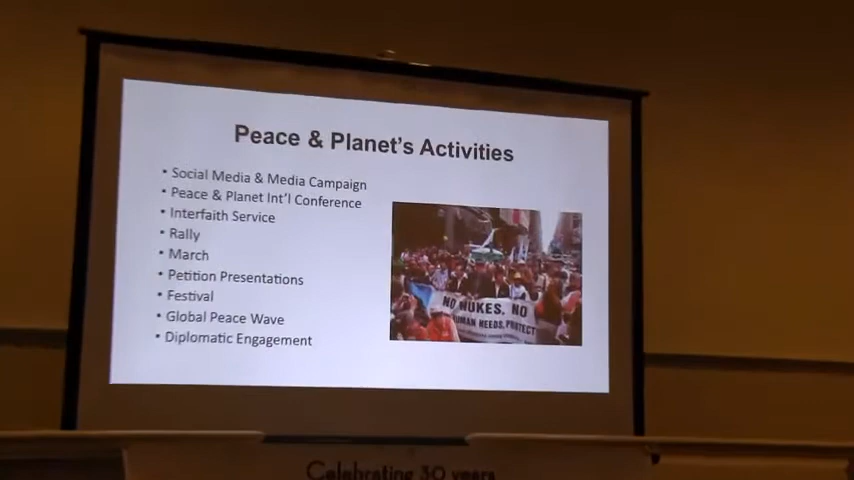 Peace & Planet's Activities
• Social Media & Media Campaign
• Peace & Planet Int'l Conference
• Interfaith Service
• Rally
• March
• Petition Presentations
• Festival
• Global Peace Wave
• Diplomatic Engagement
NO NUKES, NO
HUMAN NEEDS, PROTECT
Celebrating 30 years